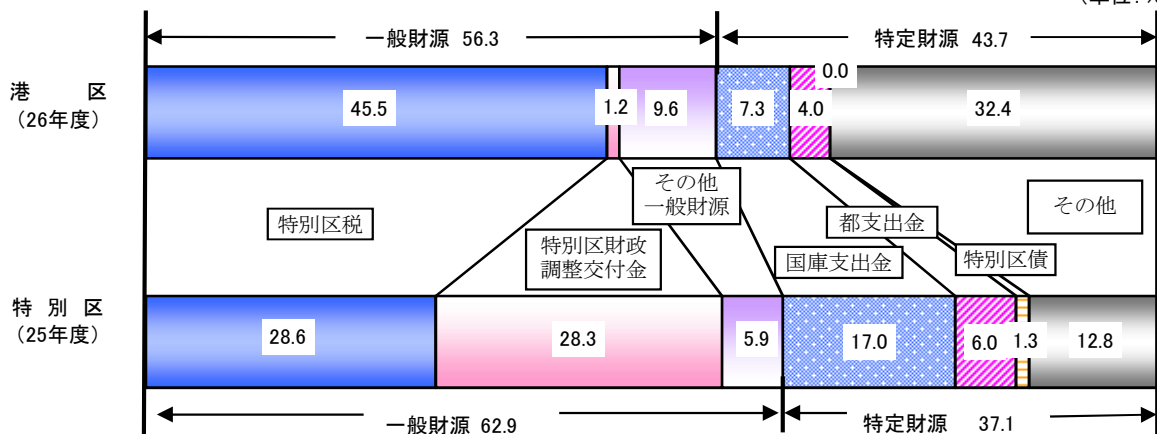 (単位:%
一般財源 56.3
特定財源 43.7
港 区
(26年度)
45.5
1.2
9.6
7.3
4.0
0.0
32.4
特別区税
特別区財政
調整交付金
その他
一般財源
国庫支出金
都支出金
特別区債
その他
特 別 区
(25年度)
28.6
28.3
5.9
17.0
6.0
1.3
12.8
一般財源 62.9
特定財源 37.1